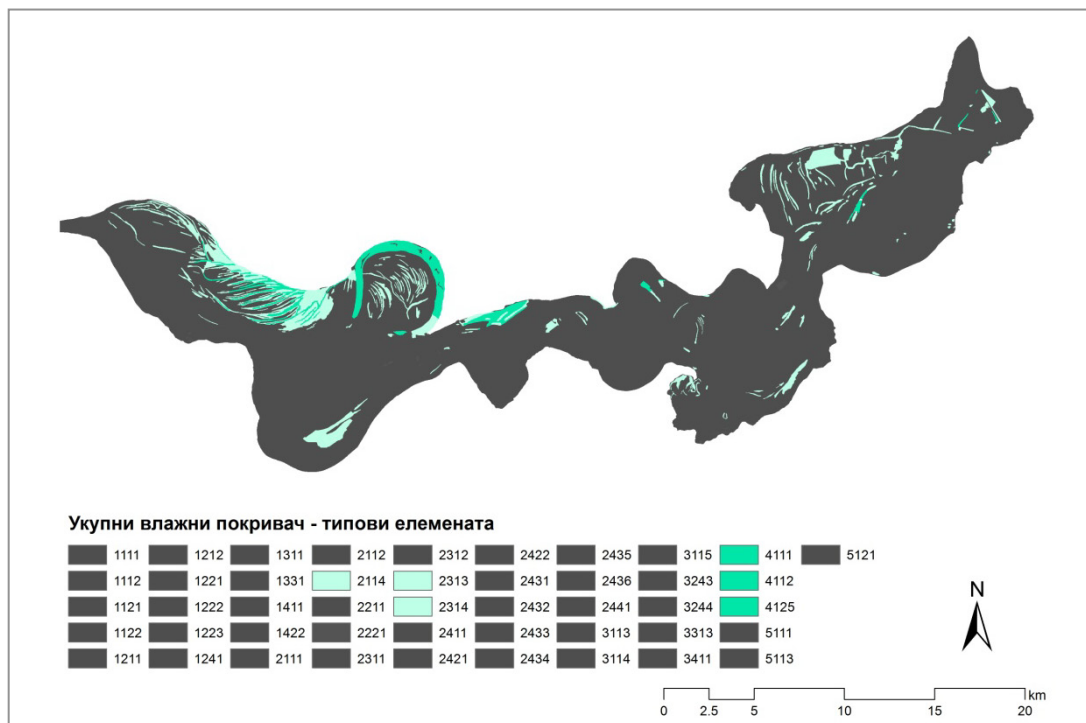 Укупни влажни покривач - типови елемената
1111 1212 1311 2112 2312 2422 2435 3115 4111 5121
1112 1221 1331 2114 2313 2431 2436 3243 4112
1121 1222 1411 2211 2314 2432 2441 3244 4125
1122 1223 1422 2221 2411 2433 3113 3313 5111
1211 1241 2111 2311 2421 2434 3114 3411 5113
N
km
0 2.5 5 10 15 20